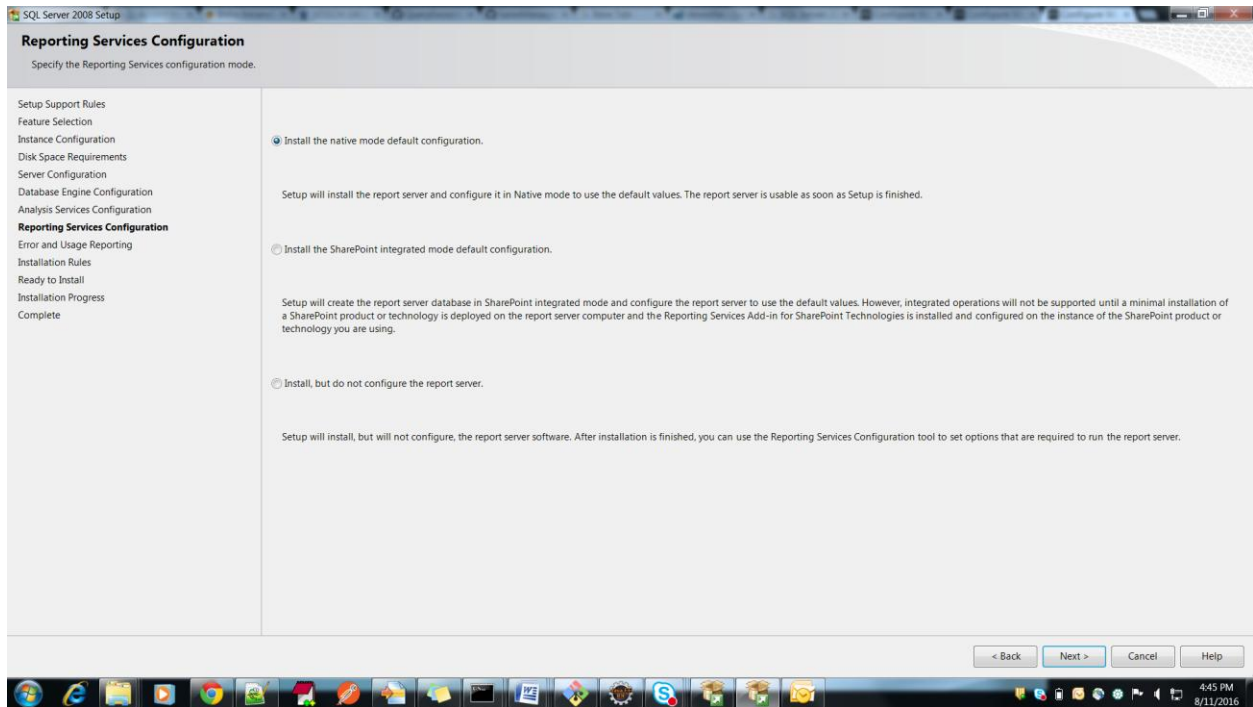 SQL Server 2008 Setup
Reporting Services Configuration
Specify the Reporting Services configuration mode.
Setup Support Rules
Feature Selection
Instance Configuration
Disk Space Requirements
Server Configuration
Database Engine Configuration
Analysis Services Configuration
Reporting Services Configuration
Error and Usage Reporting
Installation Rules
Ready to Install
Installation Progress
Complete
Install the native mode default configuration.
Setup will install the report server and configure it in Native mode to use the default values. The report server is usable as soon as Setup is finished.
Install the SharePoint integrated mode default configuration.
Setup will create the report server database in SharePoint integrated mode and configure the report server to use the default values. However, integrated operations will not be supported until a minimal installation of
a SharePoint product or technology is deployed on the report server computer and the Reporting Services Add-in for SharePoint Technologies is installed and configured on the instance of the SharePoint product or
technology you are using.
Install, but do not configure the report server.
Setup will install, but will not configure, the report server software. After installation is finished, you can use the Reporting Services Configuration tool to set options that are required to run the report server.
< Back
Next >
Cancel
Help
4:45 PM
8/11/2016